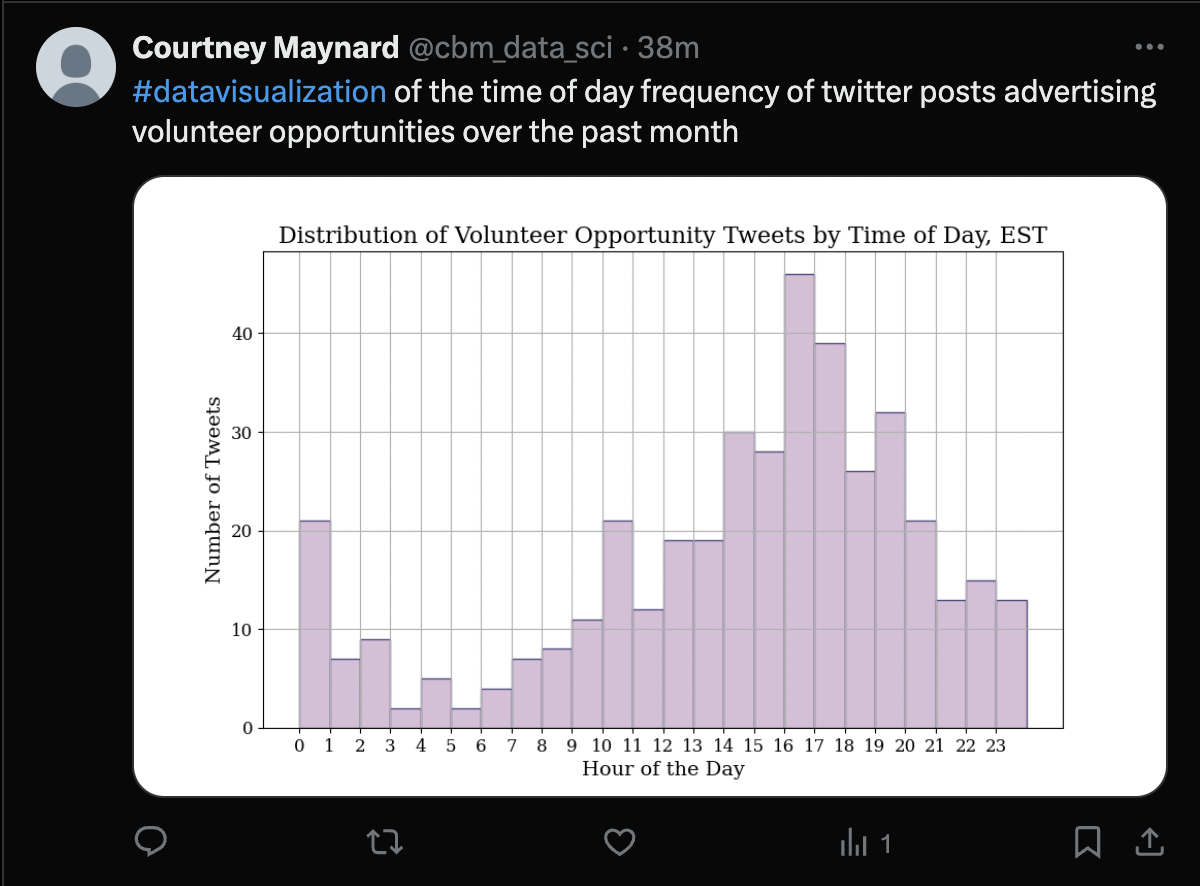 Courtney Maynard @cbm_data_sci · 38m
#datavisualization of the time of day frequency of twitter posts advertising
volunteer opportunities over the past month
Distribution of Volunteer Opportunity Tweets by Time of Day, EST
Number of Tweets
40
30
20
10
0
0 1 2 3 4 5 6 7 8 9 10 11 12 13 14 15 16 17 18 19 20 21 22 23
Hour of the Day
1